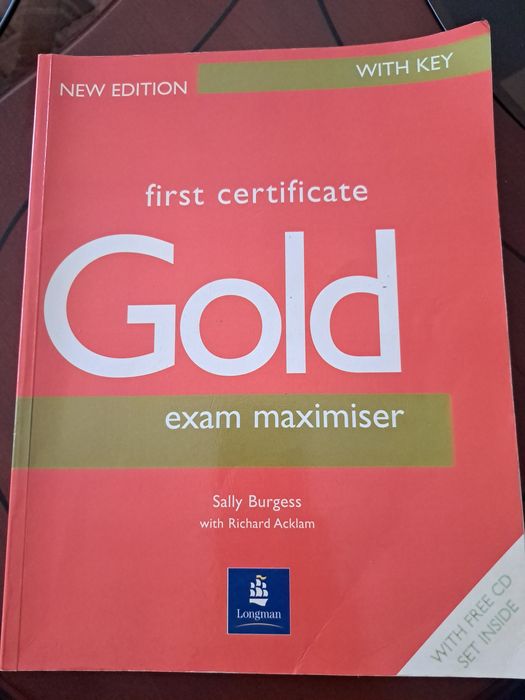 NEW EDITION
WITH KEY
first certificate
Gold
exam maximiser
Sally Burgess
with Richard Acklam
Longman
WITH FREE CD
SET INSIDE